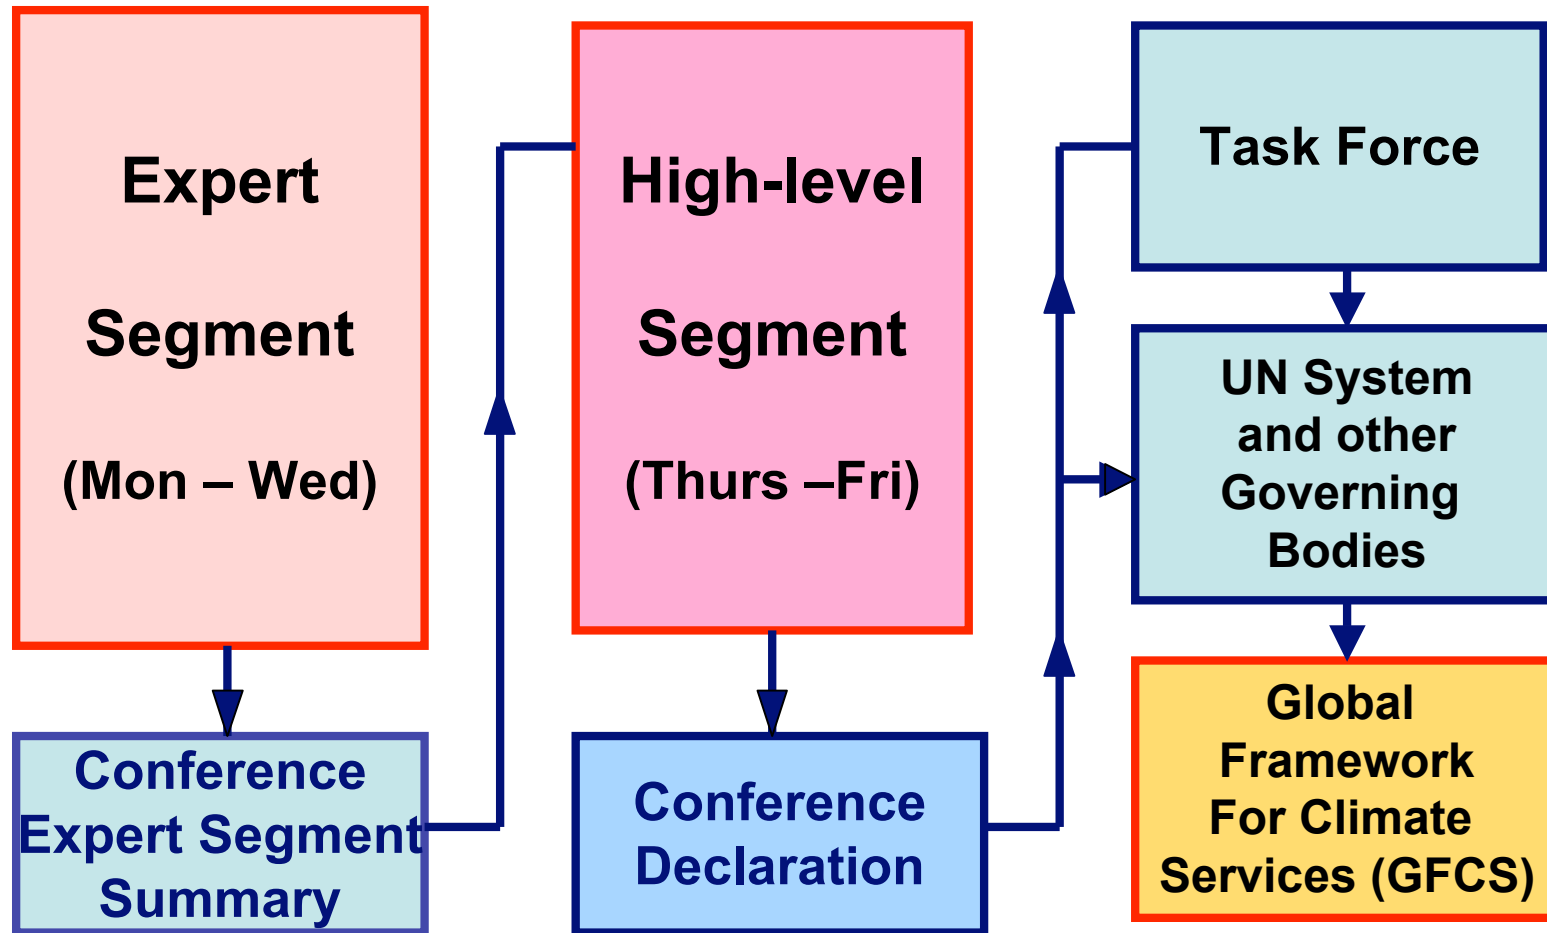 Expert
Segment
(Mon – Wed)
Conference
Expert Segment
Summary
High-level
Segment
(Thurs –Fri)
Conference
Declaration
Task Force
UN System
and other
Governing
Bodies
Global
Framework
For Climate
Services (GFCS)